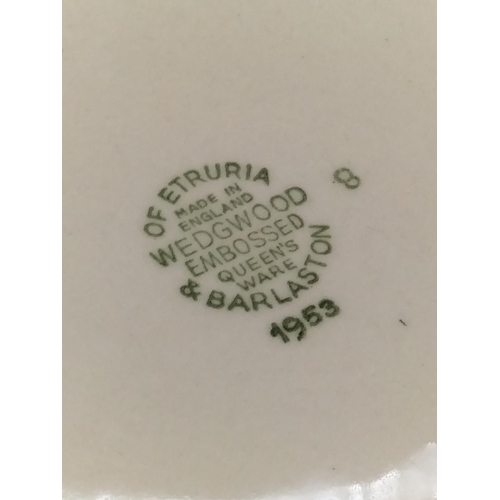 OF ETRURIA
MADE IN
ENGLAND
WEDGWOOD
EMBOSSED
QUEEN'S
WARE
& BARLASTON
1953
8